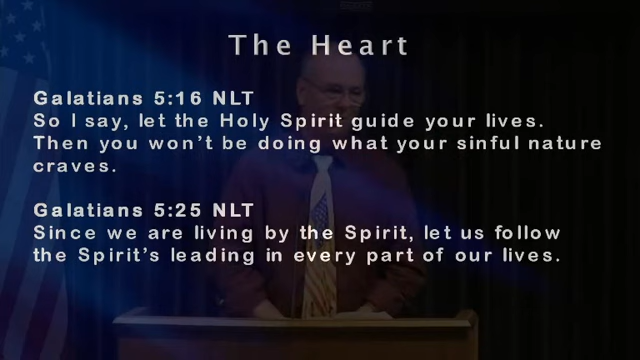 The Heart
Galatians 5:16 NLT
So I say, let the Holy Spirit guide your lives.
Then you won't be doing what your sinful nature
craves.
Galatians 5:25 NLT
Since we are living by the Spirit, let us follow
the Spirit's leading in every part of our lives.